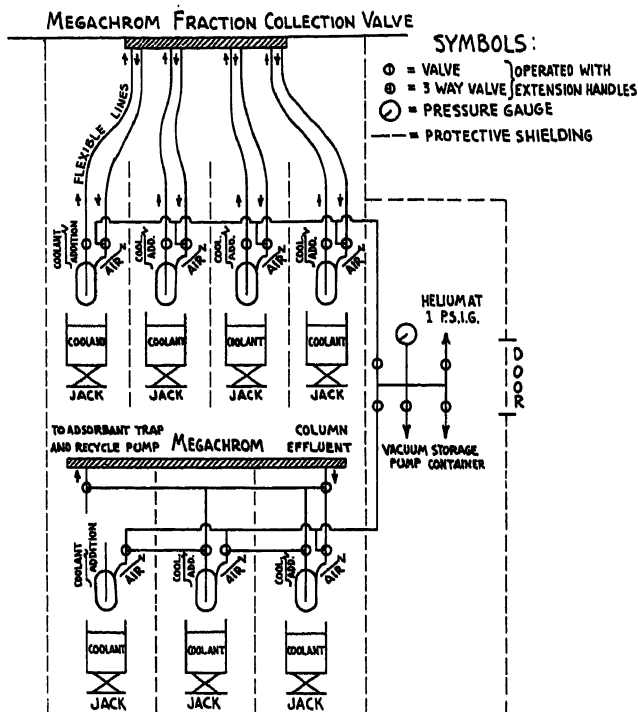 MEGACHROM FRACTION COLLECTION VALVE
SYMBOLS:
= VALVE
= 3 WAY VALVE
OPERATED WITH
EXTENSION HANDLES
= PRESSURE GAUGE
= PROTECTIVE SHIELDING
FLEXIBLE LINES
COOLANT
ADDITION
AIR
COOL
ADD.
AIR
COOL
ADD.
AIR
COOL
ADD.
AIR
COOLAND
COOLANT
COOLANT
COOLANT
JACK
JACK
JACK
JACK
HELIUM AT
1 P.S.I.G.
DOOR
VACUUM
PUMP
STORAGE
CONTAINER
TO ADSORBANT TRAP
AND RECYCLE PUMP
MEGACHROM
COLUMN
EFFLUENT
COOLANT
ADDITION
AIR
COOL
ADD.
AIR
COOL
ADD.
AIR
COOLANT
COOLANT
COOLANT
JACK
JACK
JACK